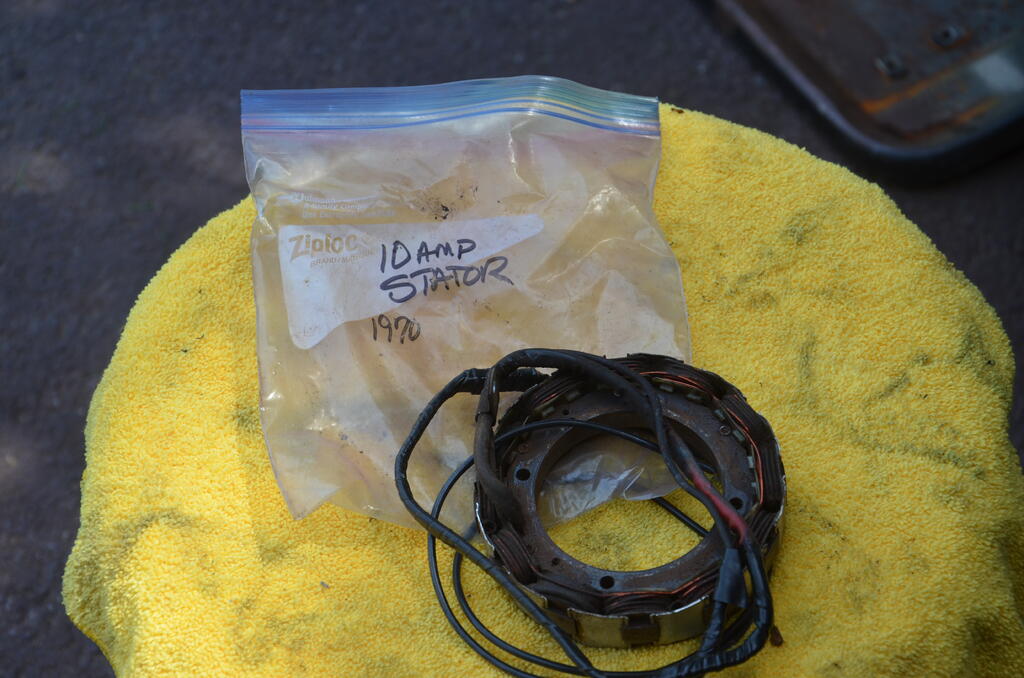 Ziploc
10 AMP
STATOR
1970